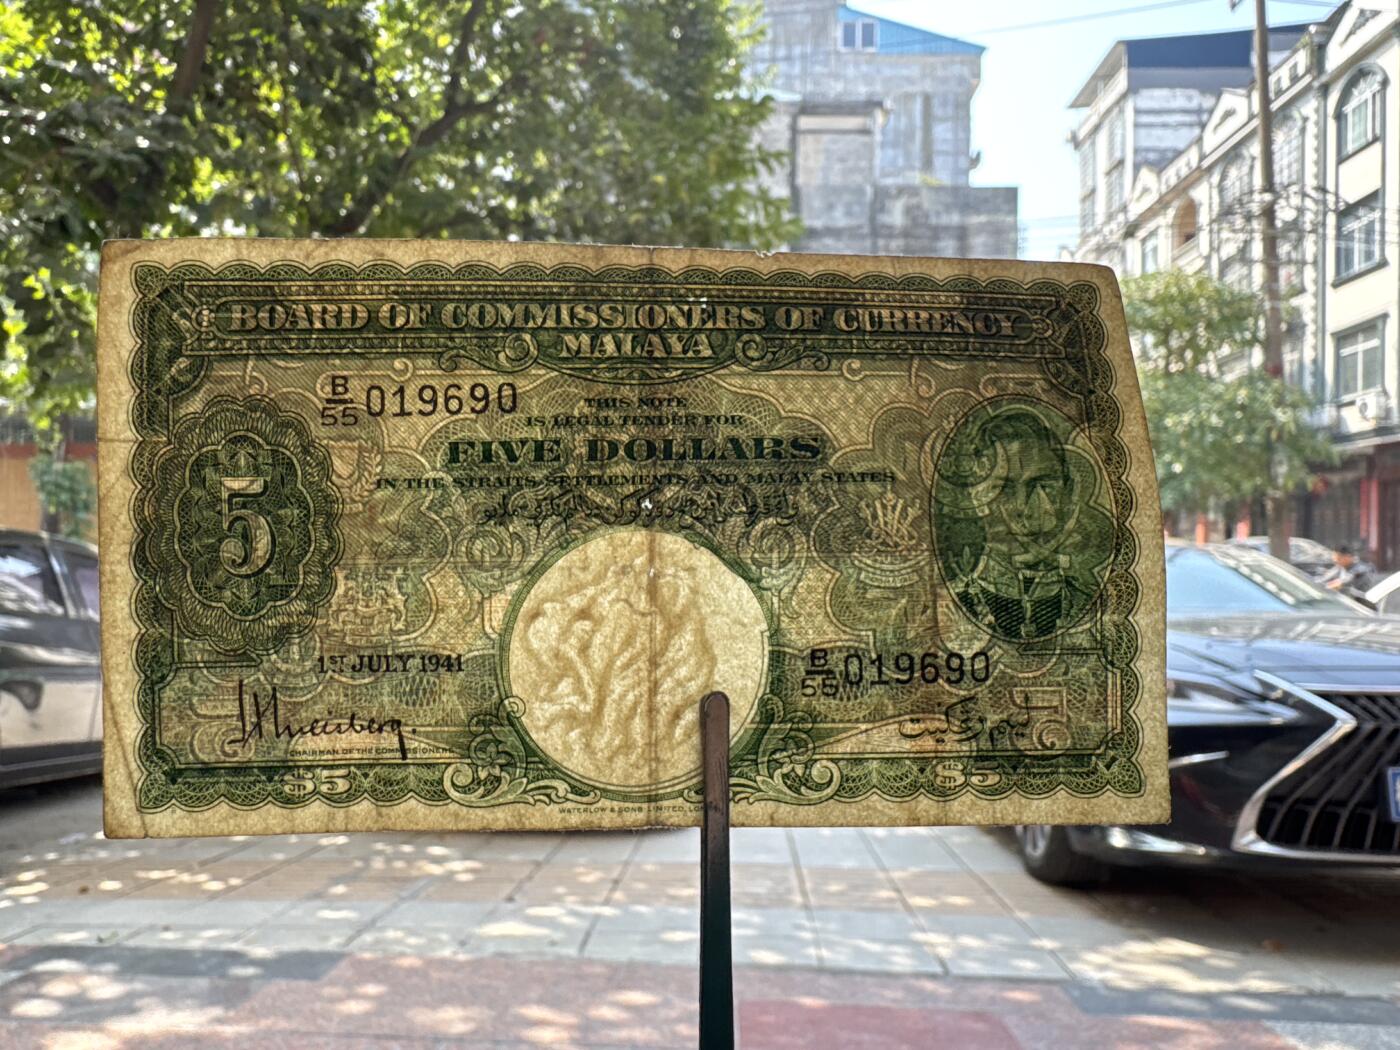 BOARD OF COMMISSIONERS OF CURRENCY
MALAYA
B/55 019690
THIS NOTE
IS LEGAL TENDER FOR
FIVE DOLLARS
IN THE STRAITS SETTLEMENTS AND MALAY STATES
5
1ST JULY 1941
B/55 019690
CHAIRMAN OF THE COMMISSIONERS
ليم رڠݢيت
$5
$5
WATERLOW & SONS LIMITED,